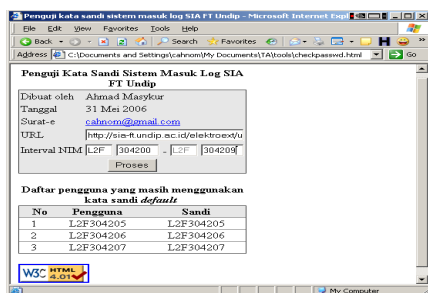 Penguji kata sandi sistem masuk log SIA FT Undip - Microsoft Internet Expl
File Edit View Favorites Tools Help
Back Search Favorites
Address C:\Documents and Settings\cahnom\My Documents\TA\tools\checkpasswd.html Go
Penguji Kata Sandi Sistem Masuk Log SIA
FT Undip
Dibuat oleh Ahmad Masykur
Tanggal 31 Mei 2006
Surat-e cahnom@gmail.com
URL http://sia-ft.undip.ac.id/elektroext/u
Interval NIM L2F 304200 - L2F 304209
Proses
Daftar pengguna yang masih menggunakan
kata sandi default
No Pengguna Sandi
1 L2F304205 L2F304205
2 L2F304206 L2F304206
3 L2F304207 L2F304207
W3C HTML 4.01
My Computer